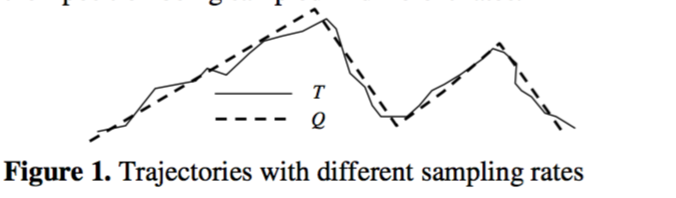 T
Q
Figure 1. Trajectories with different sampling rates